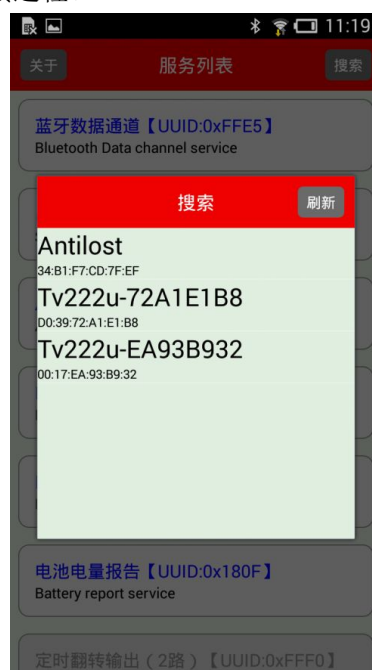 11:19
关于
服务列表
搜索
蓝牙数据通道【UUID:0xFFE5】
Bluetooth Data channel service
搜索
刷新
Antilost
34:B1:F7:CD:7F:EF
Tv222u-72A1E1B8
D0:39:72:A1:E1:B8
Tv222u-EA93B932
00:17:EA:93:B9:32
电池电量报告【UUID:0x180F】
Battery report service
定时翻转输出（2路）【UUID:0xFFF0】